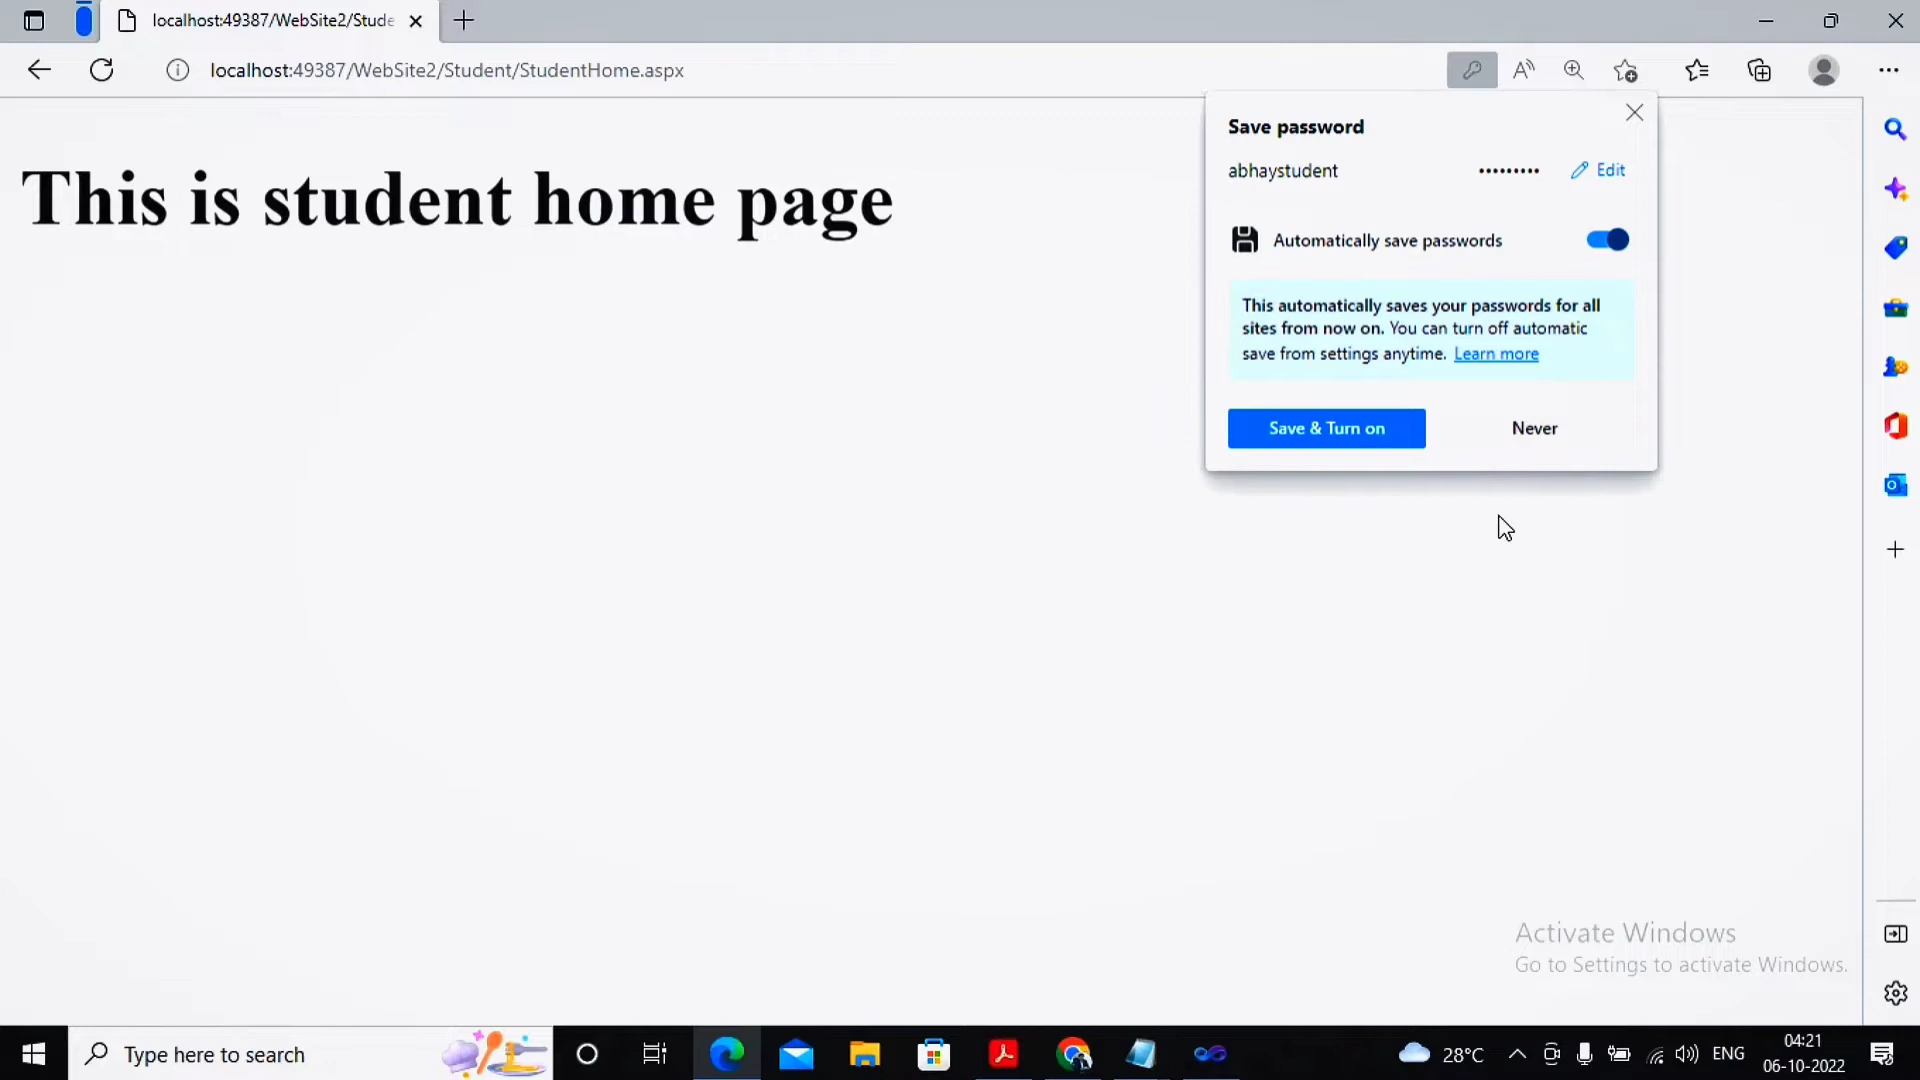 localhost:49387/WebSite2/Stude
localhost:49387/WebSite2/Student/StudentHome.aspx
This is student home page
Save password
abhaystudent ••••••••• Edit
Automatically save passwords
This automatically saves your passwords for all
sites from now on. You can turn off automatic
save from settings anytime. Learn more
Save & Turn on Never
Activate Windows
Go to Settings to activate Windows.
Type here to search
28°C
ENG
04:21
06-10-2022